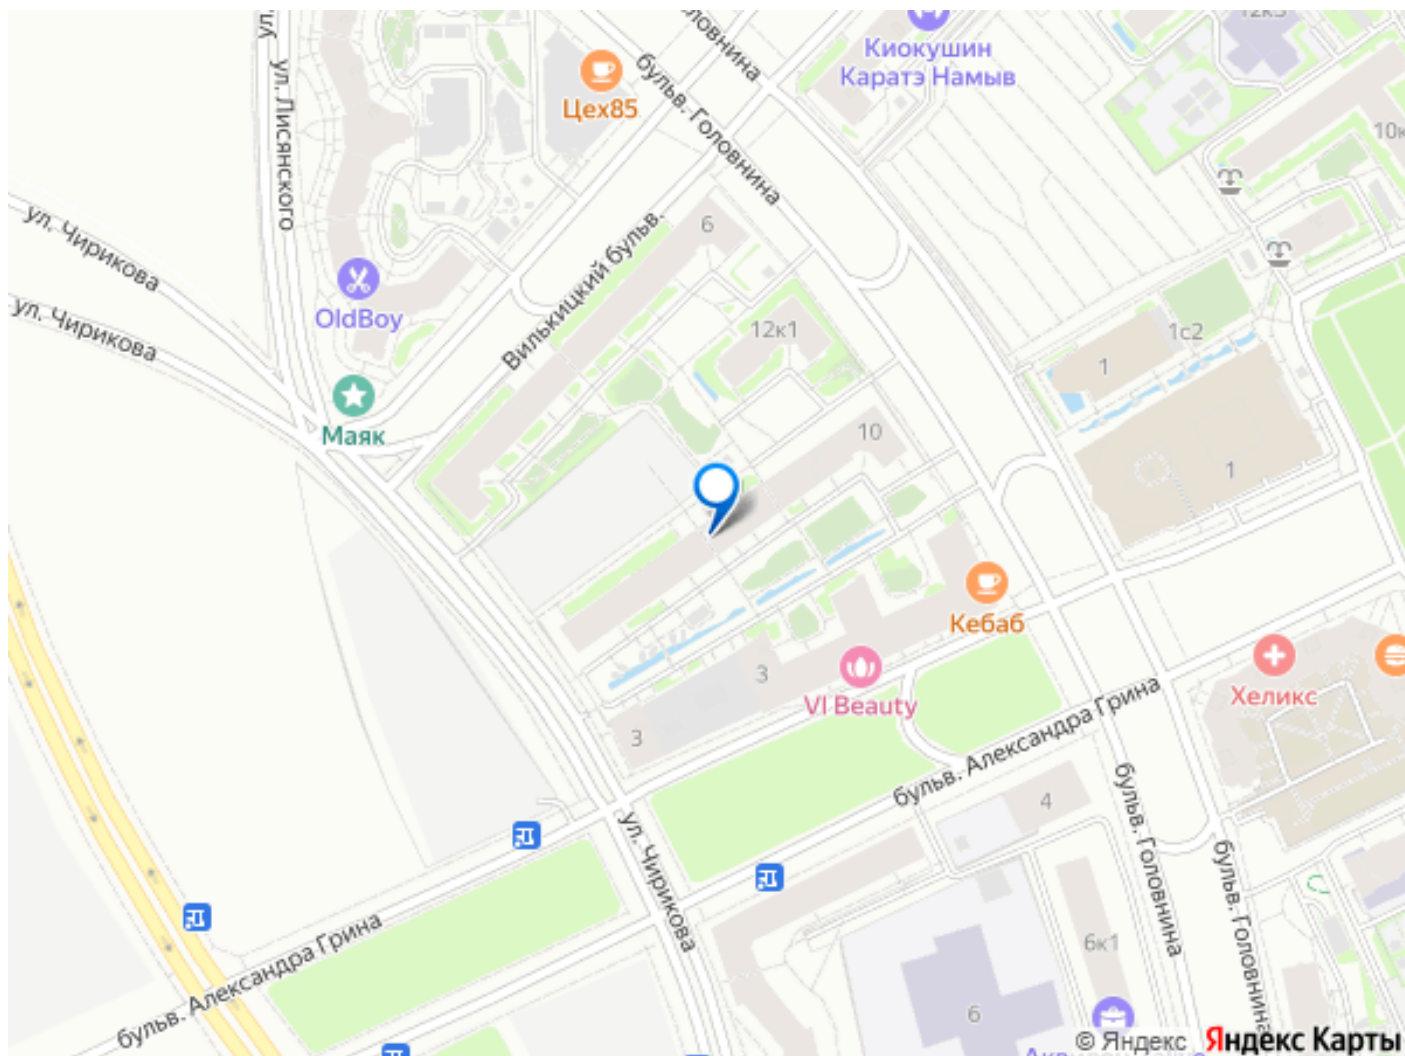 12к3
Киокушин
Каратэ Намыв
Цех85
бульв. Головнина
ул. Лисянского
10к
ул. Чирикова
6
OldBoy
Вилькицкий бульв.
ул. Чирикова
12к1
1с2
1
Маяк
10
1
Кебаб
3
VI Beauty
Хеликс
3
бульв. Александра Грина
4
ул. Чирикова
бульв. Головнина
бульв. Головнина
бульв. Александра Грина
6к1
6
© Яндекс
Яндекс Карты